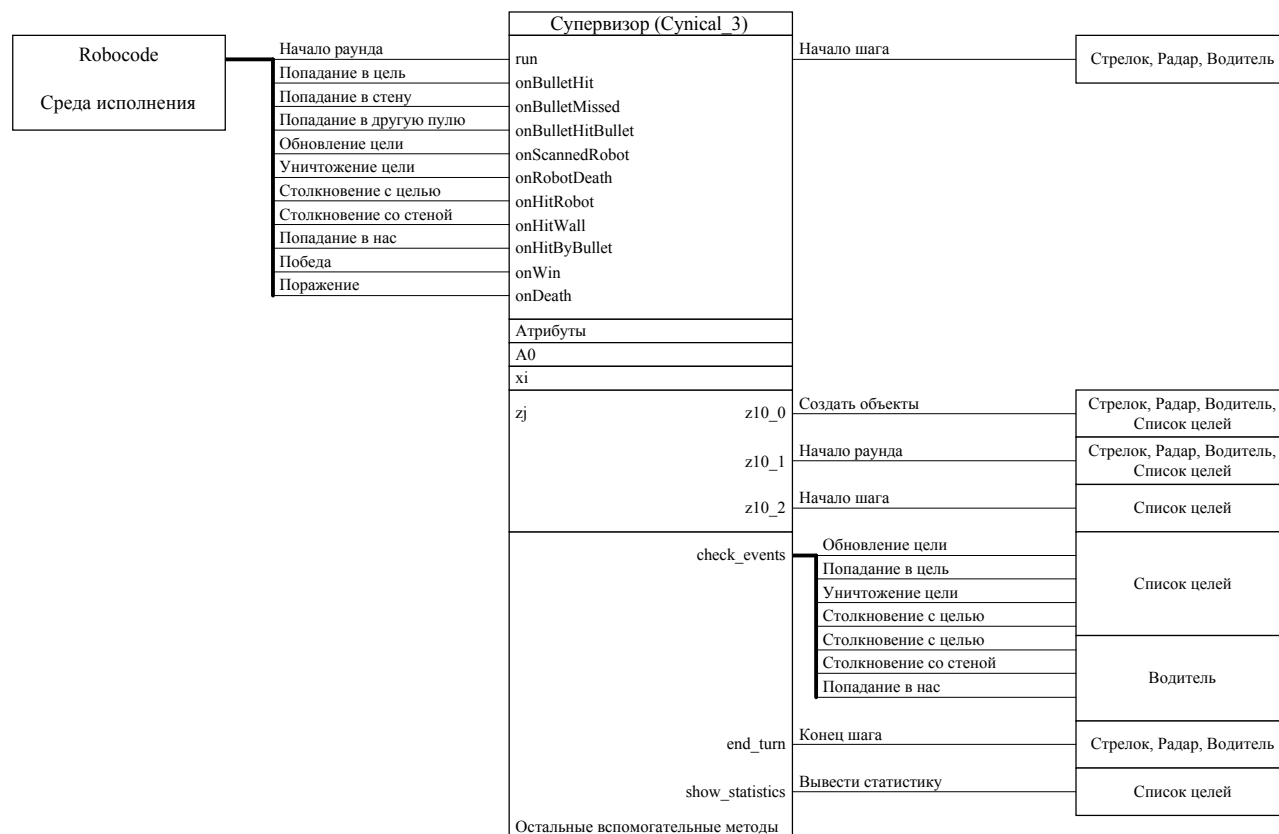 Супервизор (Cynical_3)
Robocode
Среда исполнения
Начало раунда
Попадание в цель
Попадание в стену
Попадание в другую пулю
Обновление цели
Уничтожение цели
Столкновение с целью
Столкновение со стеной
Попадание в нас
Победа
Поражение
run
onBulletHit
onBulletMissed
onBulletHitBullet
onScannedRobot
onRobotDeath
onHitRobot
onHitWall
onHitByBullet
onWin
onDeath
Начало шага
Стрелок, Радар, Водитель
Атрибуты
A0
xi
zj
z10_0
Создать объекты
Стрелок, Радар, Водитель,
Список целей
z10_1
Начало раунда
Стрелок, Радар, Водитель,
Список целей
z10_2
Начало шага
Список целей
check_events
Обновление цели
Попадание в цель
Уничтожение цели
Столкновение с целью
Список целей
Столкновение с целью
Столкновение со стеной
Попадание в нас
Водитель
end_turn
Конец шага
Стрелок, Радар, Водитель
show_statistics
Вывести статистику
Список целей
Остальные вспомогательные методы